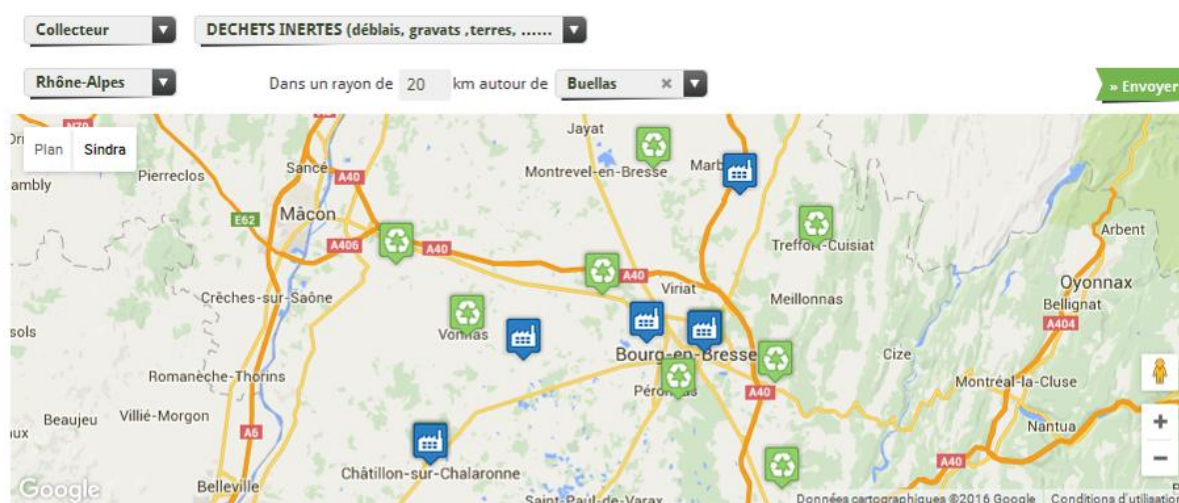 Collecteur
DECHETS INERTES (déblais, gravats ,terres, ......
Rhône-Alpes
Dans un rayon de 20 km autour de Buellas ×
» Envoyer
Plan Sindra
Jayat
Montrevel-en-Bresse
Pierreclos
Sancé
A40
Mâcon
E62
A406
A40
Treffort-Cuisiat
Arbent
A40
Viriat
Oyonnax
Bellignat
Meillonnas
Crèches-sur-Saône
A404
Vonnas
Bourg-en-Bresse
Cize
Romanèche-Thorins
Montréal-la-Cluse
A40
Beaujeu
Villié-Morgon
A6
Nantua
+
A40
−
Châtillon-sur-Chalaronne
Belleville
Google
Saint-Paul-de-Varax
Données cartographiques ©2016 Google Conditions d'utilisation